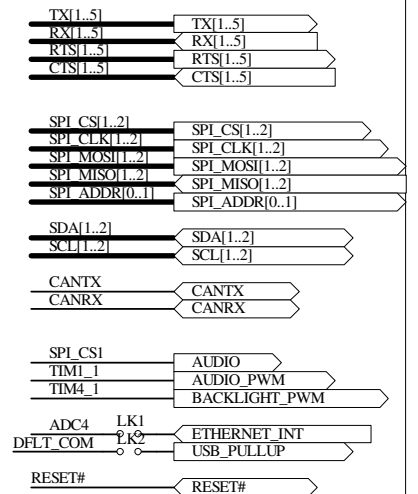 TX[1..5] TX[1..5]
RX[1..5] RX[1..5]
RTS[1..5] RTS[1..5]
CTS[1..5] CTS[1..5]
SPI_CS[1..2] SPI_CS[1..2]
SPI_CLK[1..2] SPI_CLK[1..2]
SPI_MOSI[1..2] SPI_MOSI[1..2]
SPI_MISO[1..2] SPI_MISO[1..2]
SPI_ADDR[0..1] SPI_ADDR[0..1]
SDA[1..2] SDA[1..2]
SCL[1..2] SCL[1..2]
CANTX CANTX
CANRX CANRX
SPI_CS1 AUDIO
TIM1_1 AUDIO_PWM
TIM4_1 BACKLIGHT_PWM
ADC4 LK1 ETHERNET_INT
DFLT_COM LK2 USB_PULLUP
RESET# RESET#